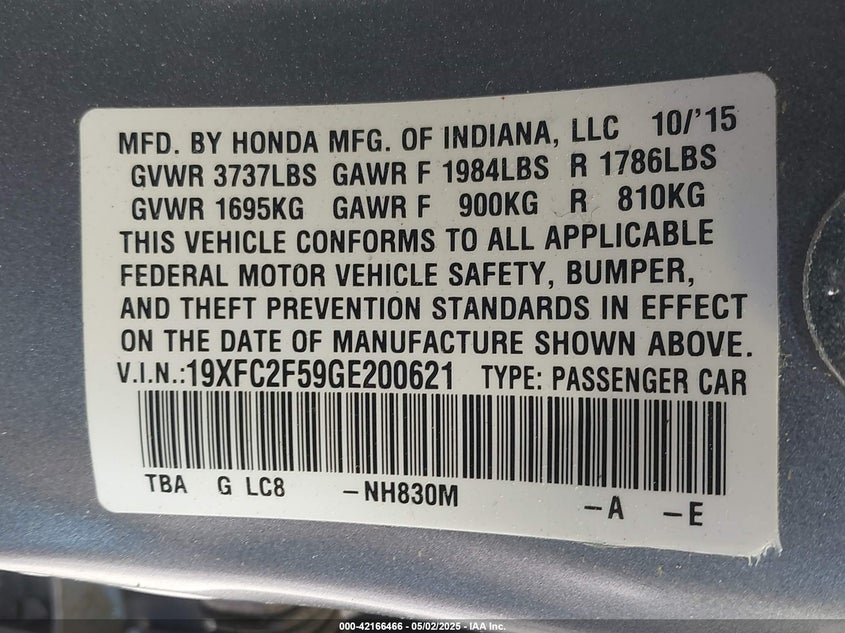 MFD. BY HONDA MFG. OF INDIANA, LLC 10/'15
GVWR 3737LBS GAWR F 1984LBS R 1786LBS
GVWR 1695KG GAWR F 900KG R 810KG
THIS VEHICLE CONFORMS TO ALL APPLICABLE
FEDERAL MOTOR VEHICLE SAFETY, BUMPER,
AND THEFT PREVENTION STANDARDS IN EFFECT
ON THE DATE OF MANUFACTURE SHOWN ABOVE.
V.I.N.:19XFC2F59GE200621 TYPE: PASSENGER CAR
TBA G LC8 -NH830M -A -E
000-42166466 - 05/02/2025 - IAA Inc.